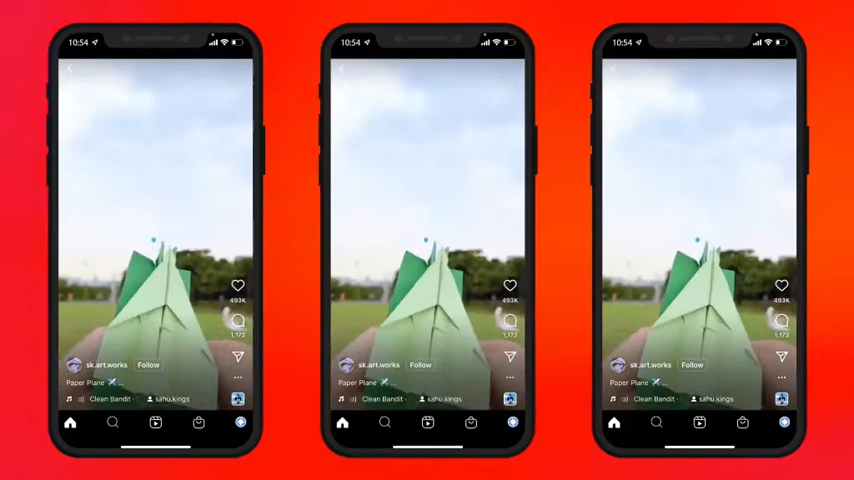 10:54
493K
1,172
sk.art.works Follow
Paper Plane ✈️...
:o) Clean Bandit · sahu.kings
10:54
493K
1,172
sk.art.works Follow
Paper Plane ✈️...
:o) Clean Bandit · sahu.kings
10:54
493K
1,172
sk.art.works Follow
Paper Plane ✈️...
:o) Clean Bandit · sahu.kings